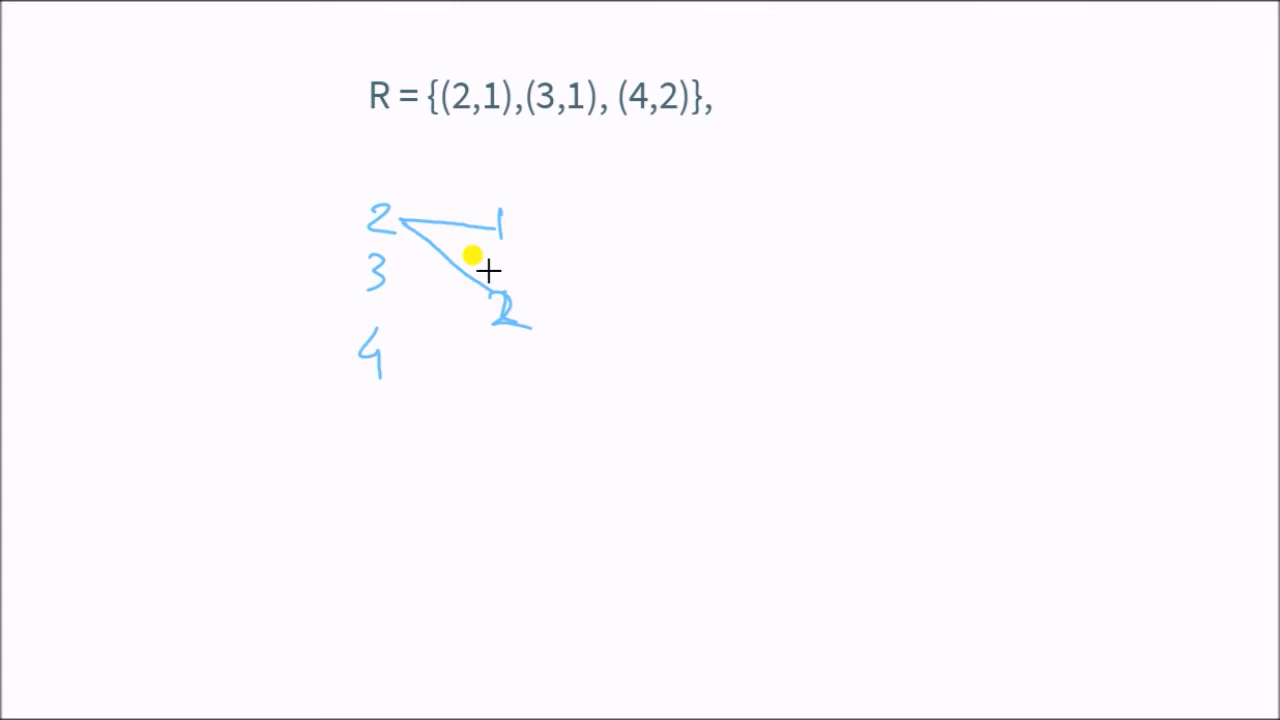 R = {(2,1),(3,1), (4,2)},
2 1
3
2
4